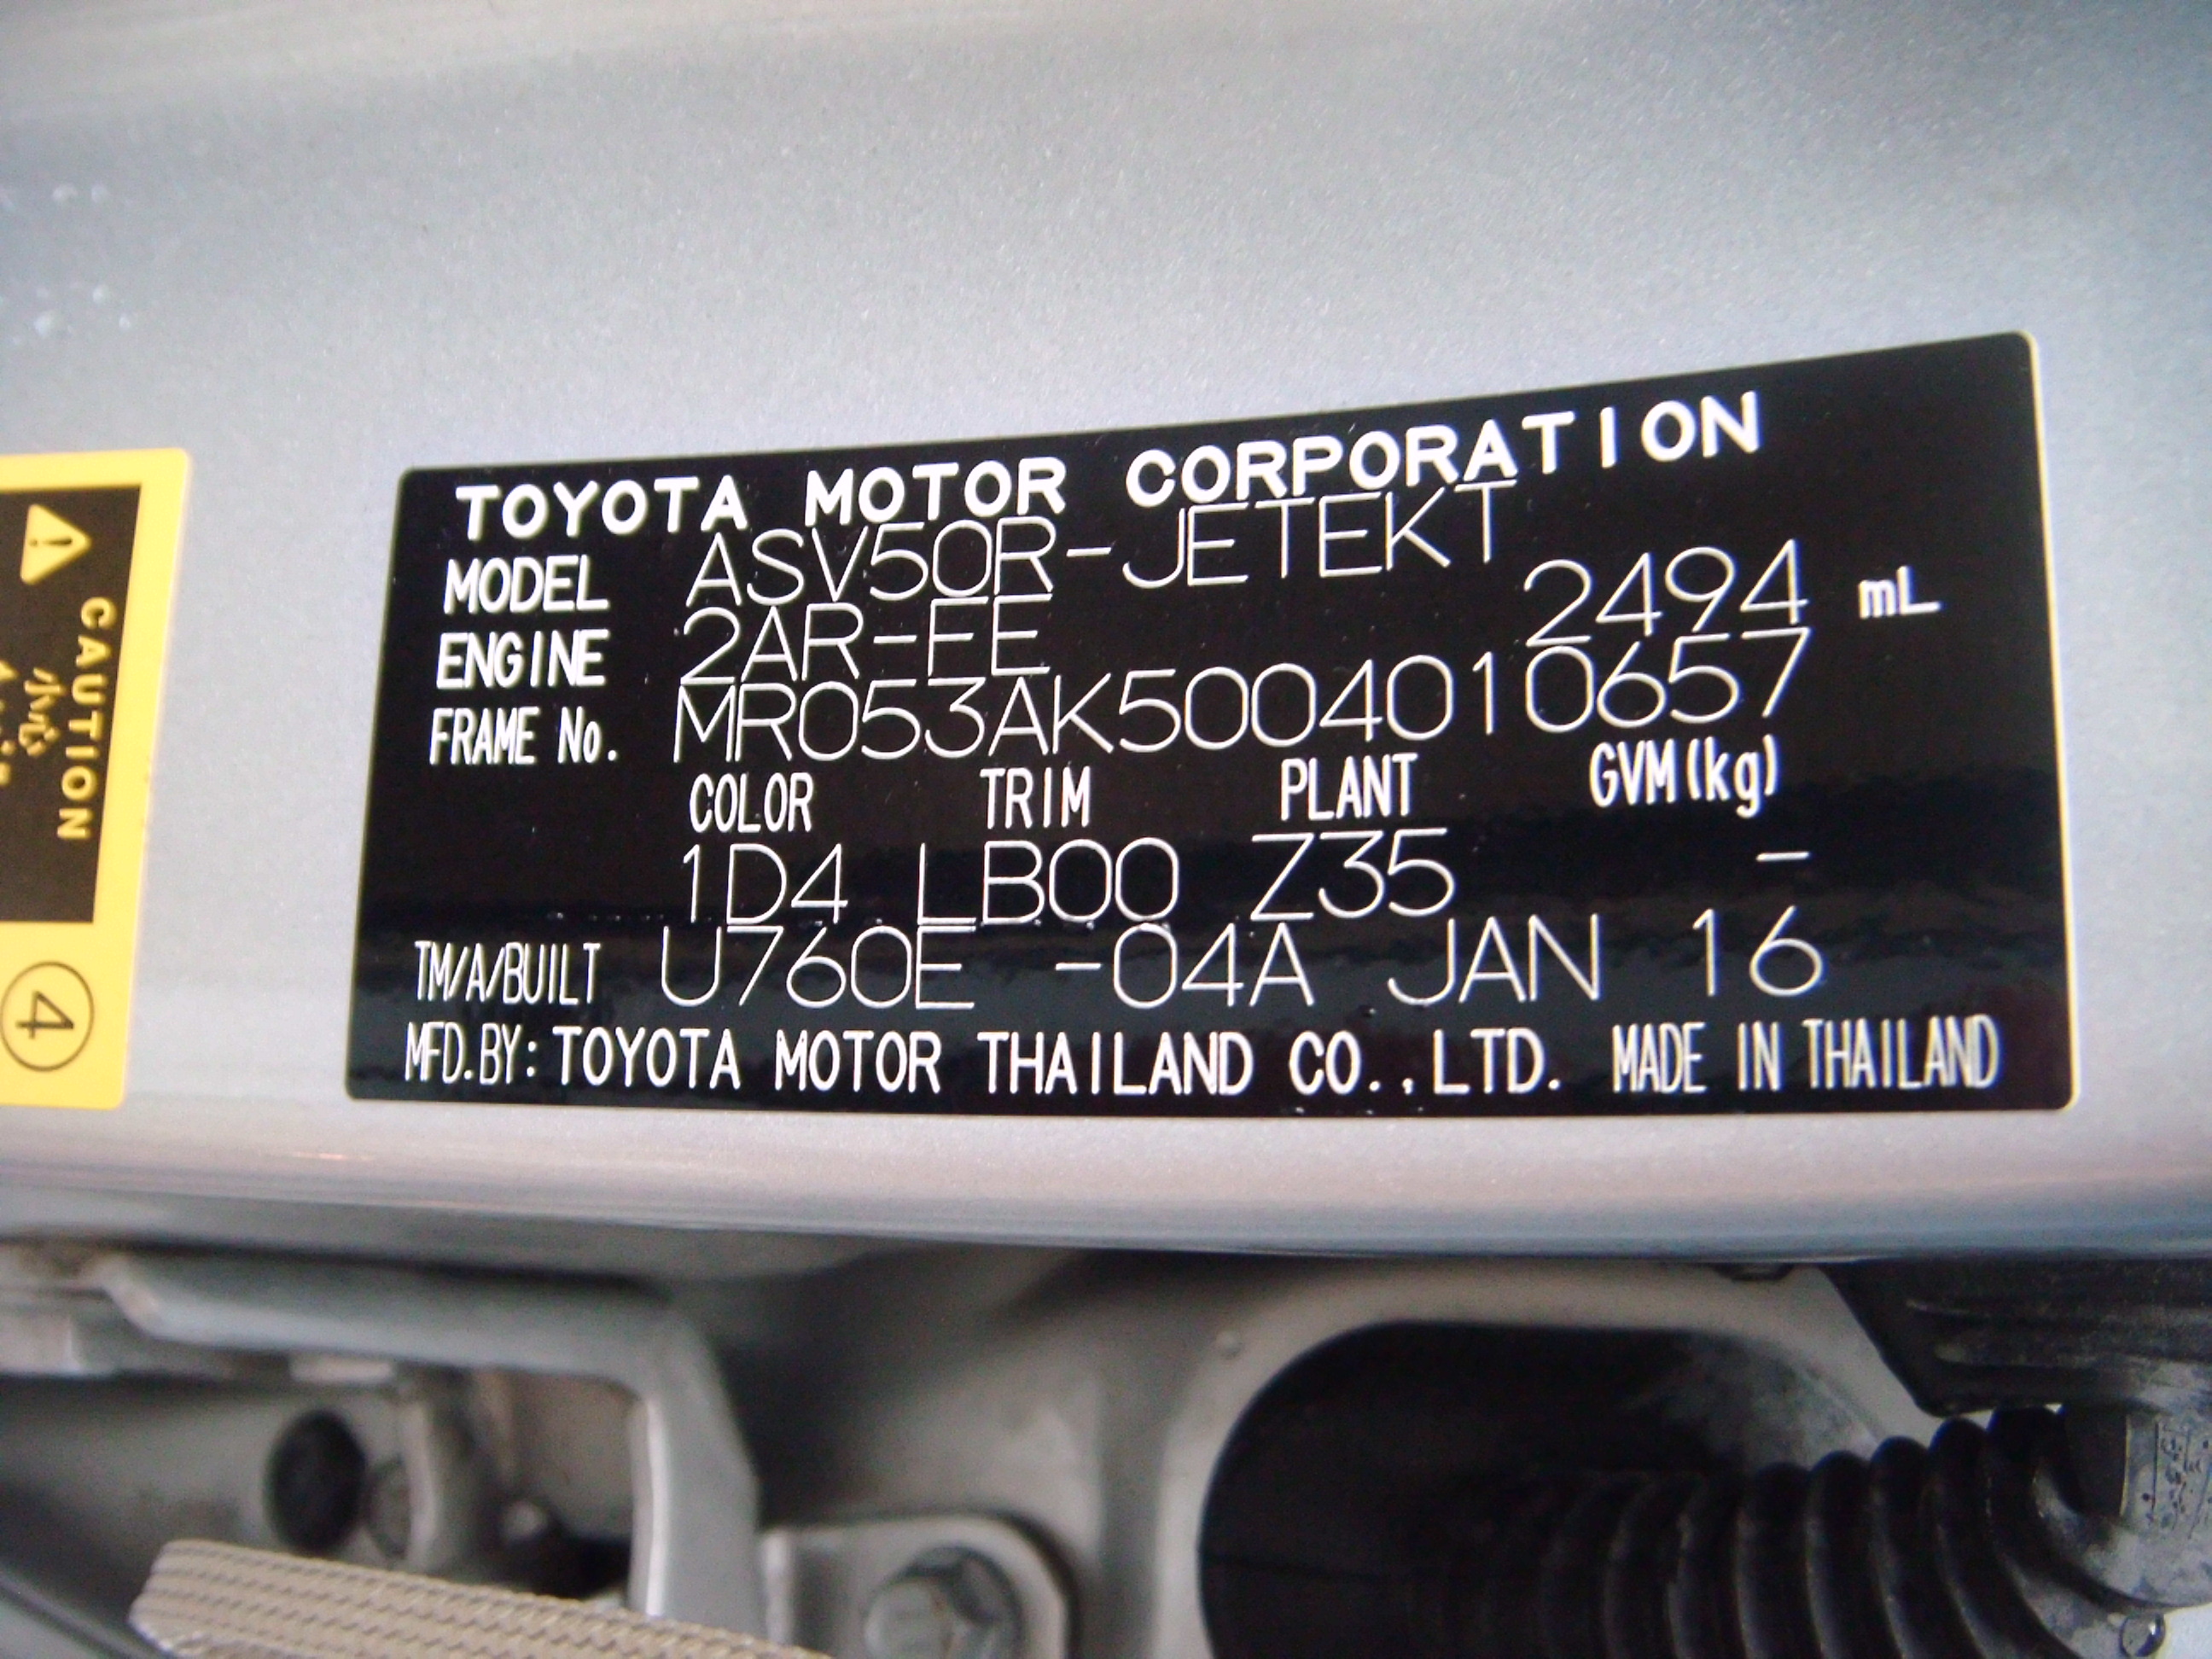 TOYOTA MOTOR CORPORATION
MODEL ASV50R-JETEKT
ENGINE 2AR-FE 2494 mL
FRAME No. MR053AK5004010657
COLOR TRIM PLANT GVM(kg)
1D4 LB00 Z35 -
TM/A/BUILT U760E -04A JAN 16
MFD.BY: TOYOTA MOTOR THAILAND CO.,LTD. MADE IN THAILAND
CAUTION
4